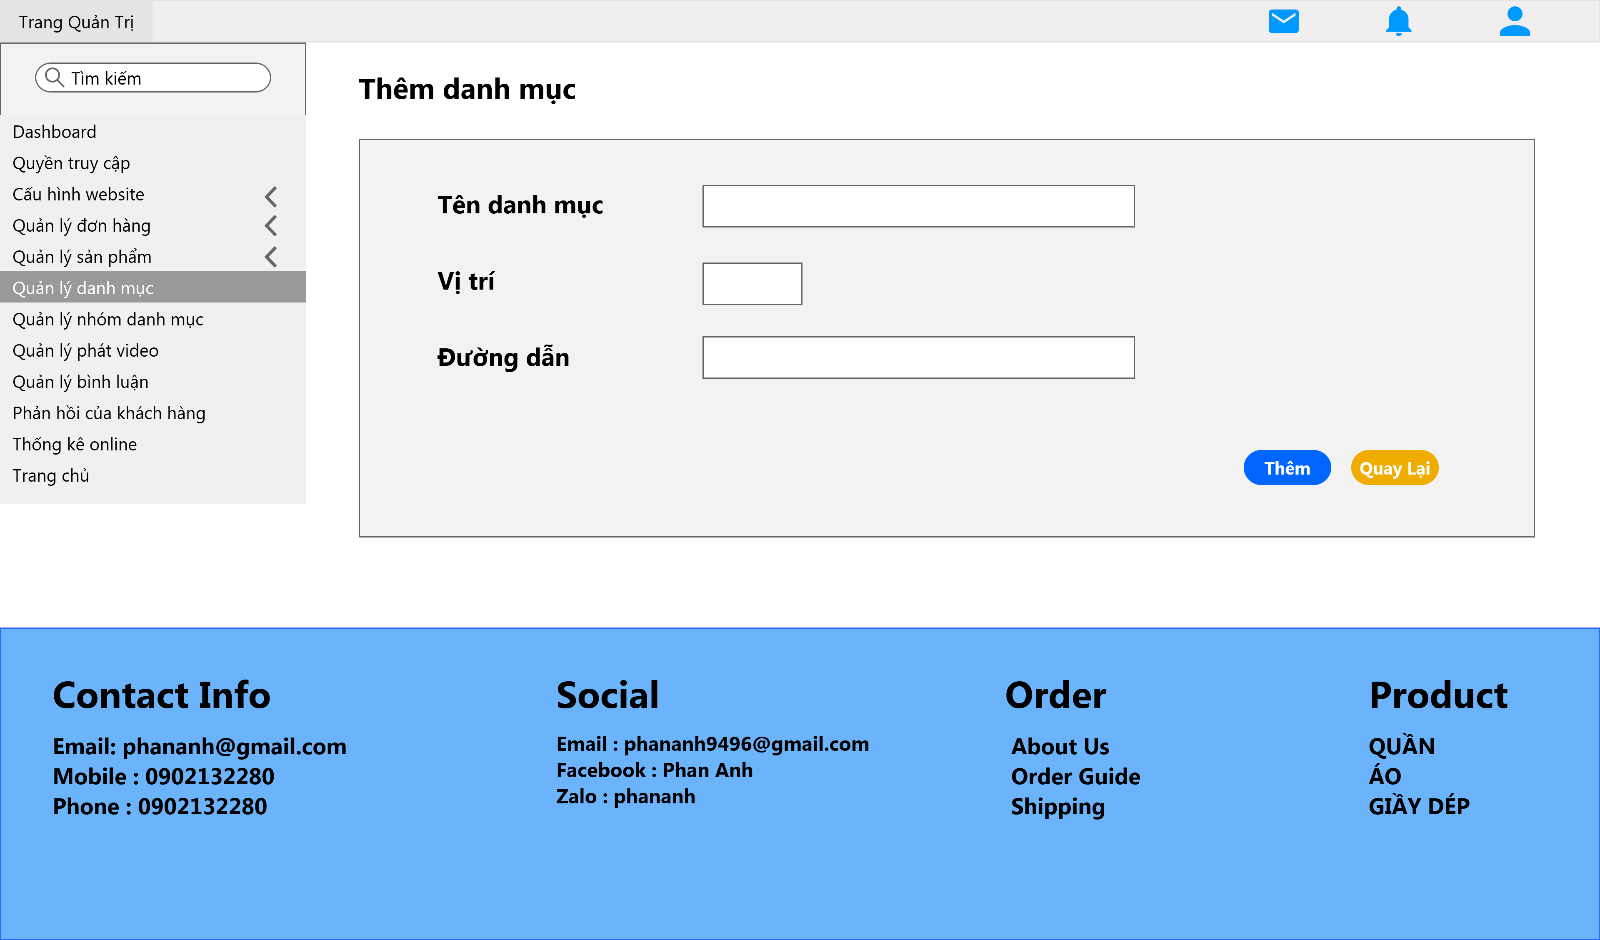 Trang Quản Trị
Tìm kiếm
Dashboard
Quyền truy cập
Cấu hình website
Quản lý đơn hàng
Quản lý sản phẩm
Quản lý danh mục
Quản lý nhóm danh mục
Quản lý phát video
Quản lý bình luận
Phản hồi của khách hàng
Thống kê online
Trang chủ
Thêm danh mục
Tên danh mục
Vị trí
Đường dẫn
Thêm
Quay Lại
Contact Info
Email: phananh@gmail.com
Mobile : 0902132280
Phone : 0902132280
Social
Email : phananh9496@gmail.com
Facebook : Phan Anh
Zalo : phananh
Order
About Us
Order Guide
Shipping
Product
QUẦN
ÁO
GIẦY DÉP